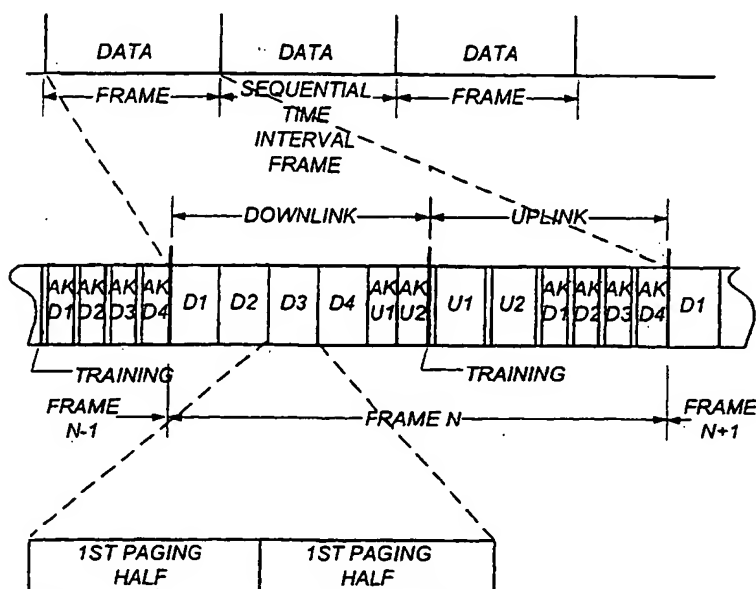 DATA DATA DATA
FRAME SEQUENTIAL TIME INTERVAL FRAME FRAME
DOWNLINK UPLINK
AK D1 AK D2 AK D3 AK D4 D1 D2 D3 D4 AK U1 AK U2 U1 U2 AK D1 AK D2 AK D3 AK D4 D1
TRAINING TRAINING
FRAME N-1 FRAME N FRAME N+1
1ST PAGING HALF 1ST PAGING HALF